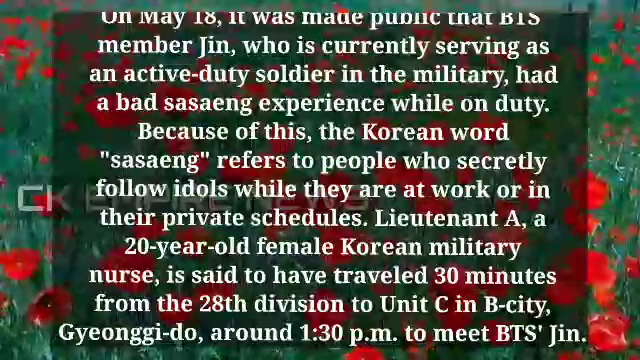 On May 18, it was made public that BTS
member Jin, who is currently serving as
an active-duty soldier in the military, had
a bad sasaeng experience while on duty.
Because of this, the Korean word
"sasaeng" refers to people who secretly
follow idols while they are at work or in
their private schedules. Lieutenant A, a
20-year-old female Korean military
nurse, is said to have traveled 30 minutes
from the 28th division to Unit C in B-city,
Gyeonggi-do, around 1:30 p.m. to meet BTS' Jin.
CK EMPIRE NEWS